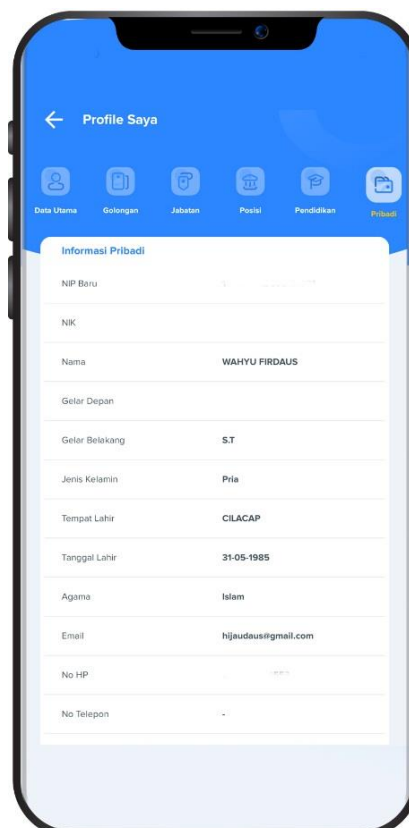 Profile Saya
Data Utama Golongan Jabatan Posisi Pendidikan Pribadi
Informasi Pribadi
NIP Baru
NIK
Nama WAHYU FIRDAUS
Gelar Depan
Gelar Belakang S.T
Jenis Kelamin Pria
Tempat Lahir CILACAP
Tanggal Lahir 31-05-1985
Agama Islam
Email hijaudaus@gmail.com
No HP
No Telepon -